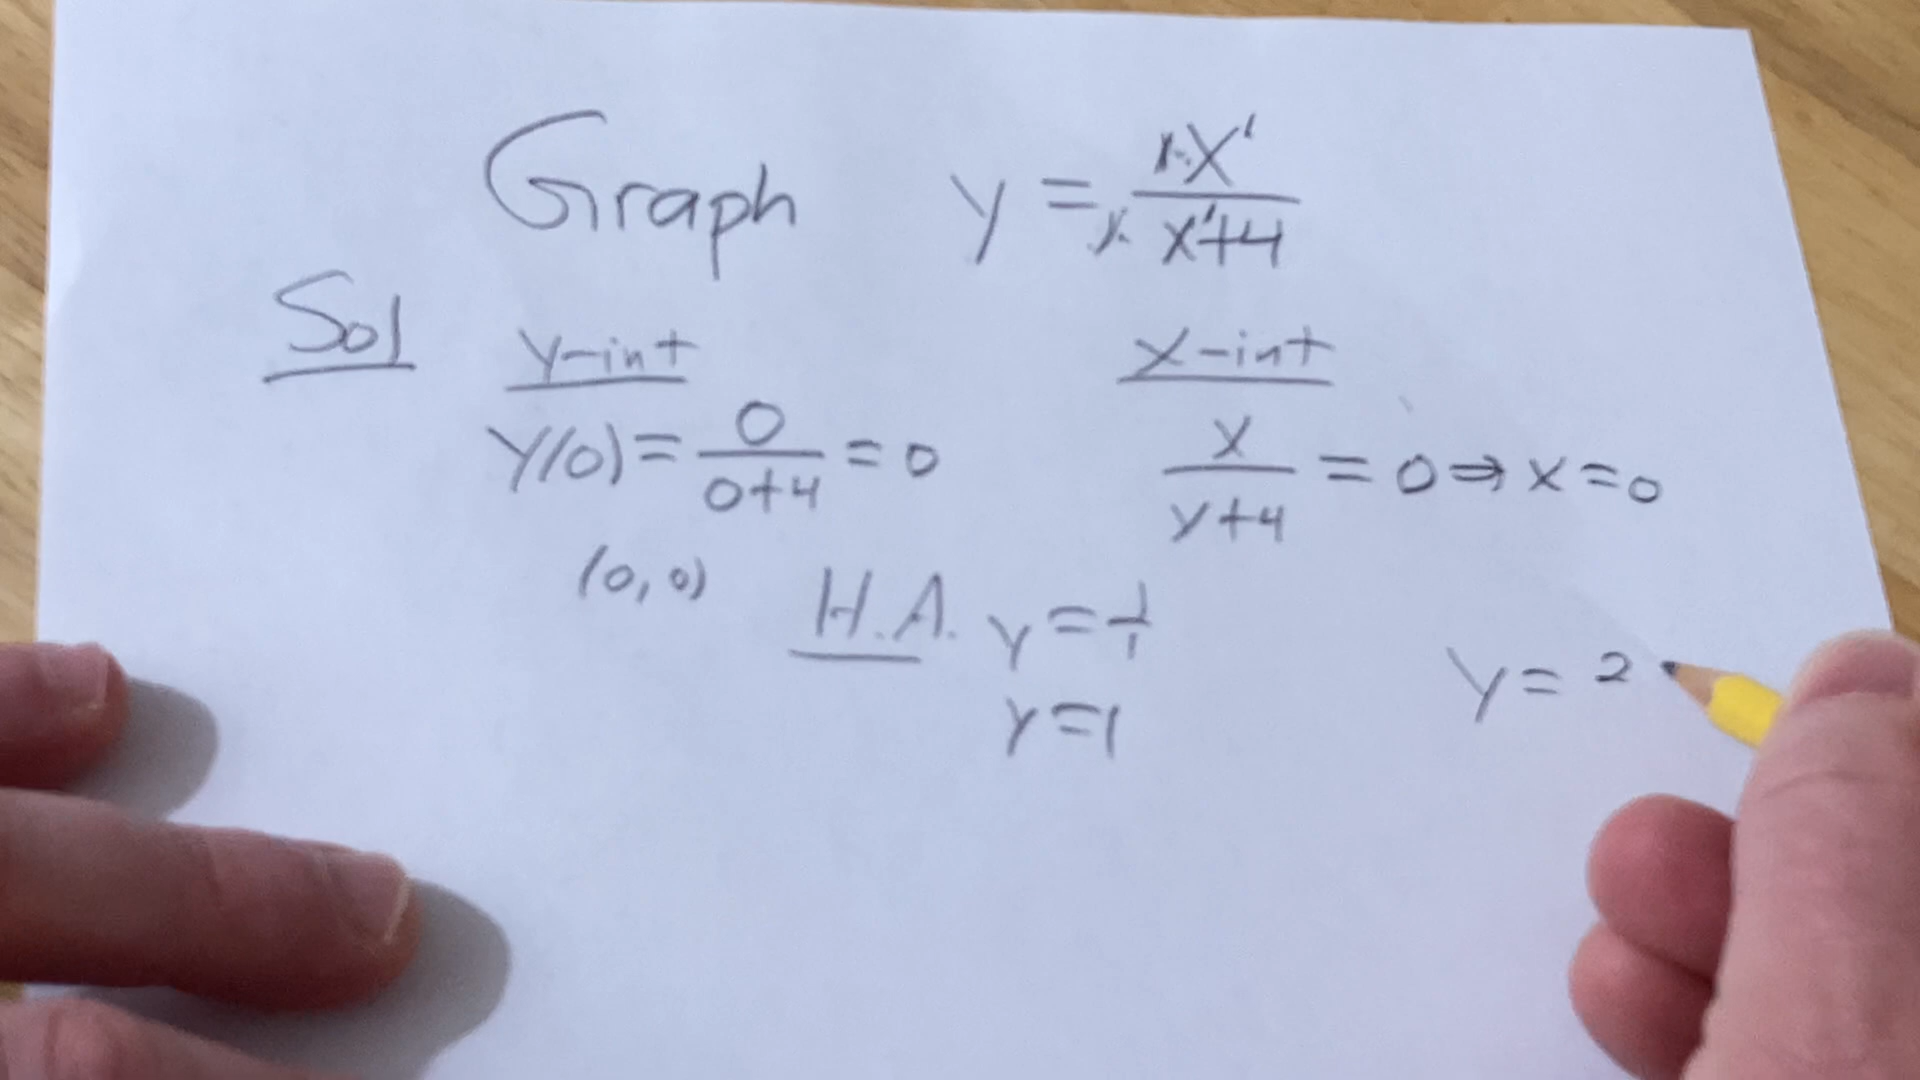 Graph y = 1·x¹ / 1·x¹+4
Sol
y-int
y(0) = 0 / 0+4 = 0
(0,0)
x-int
x / y+4 = 0 ⇒ x = 0
H.A. y = 1/1
y = 1
y = 2